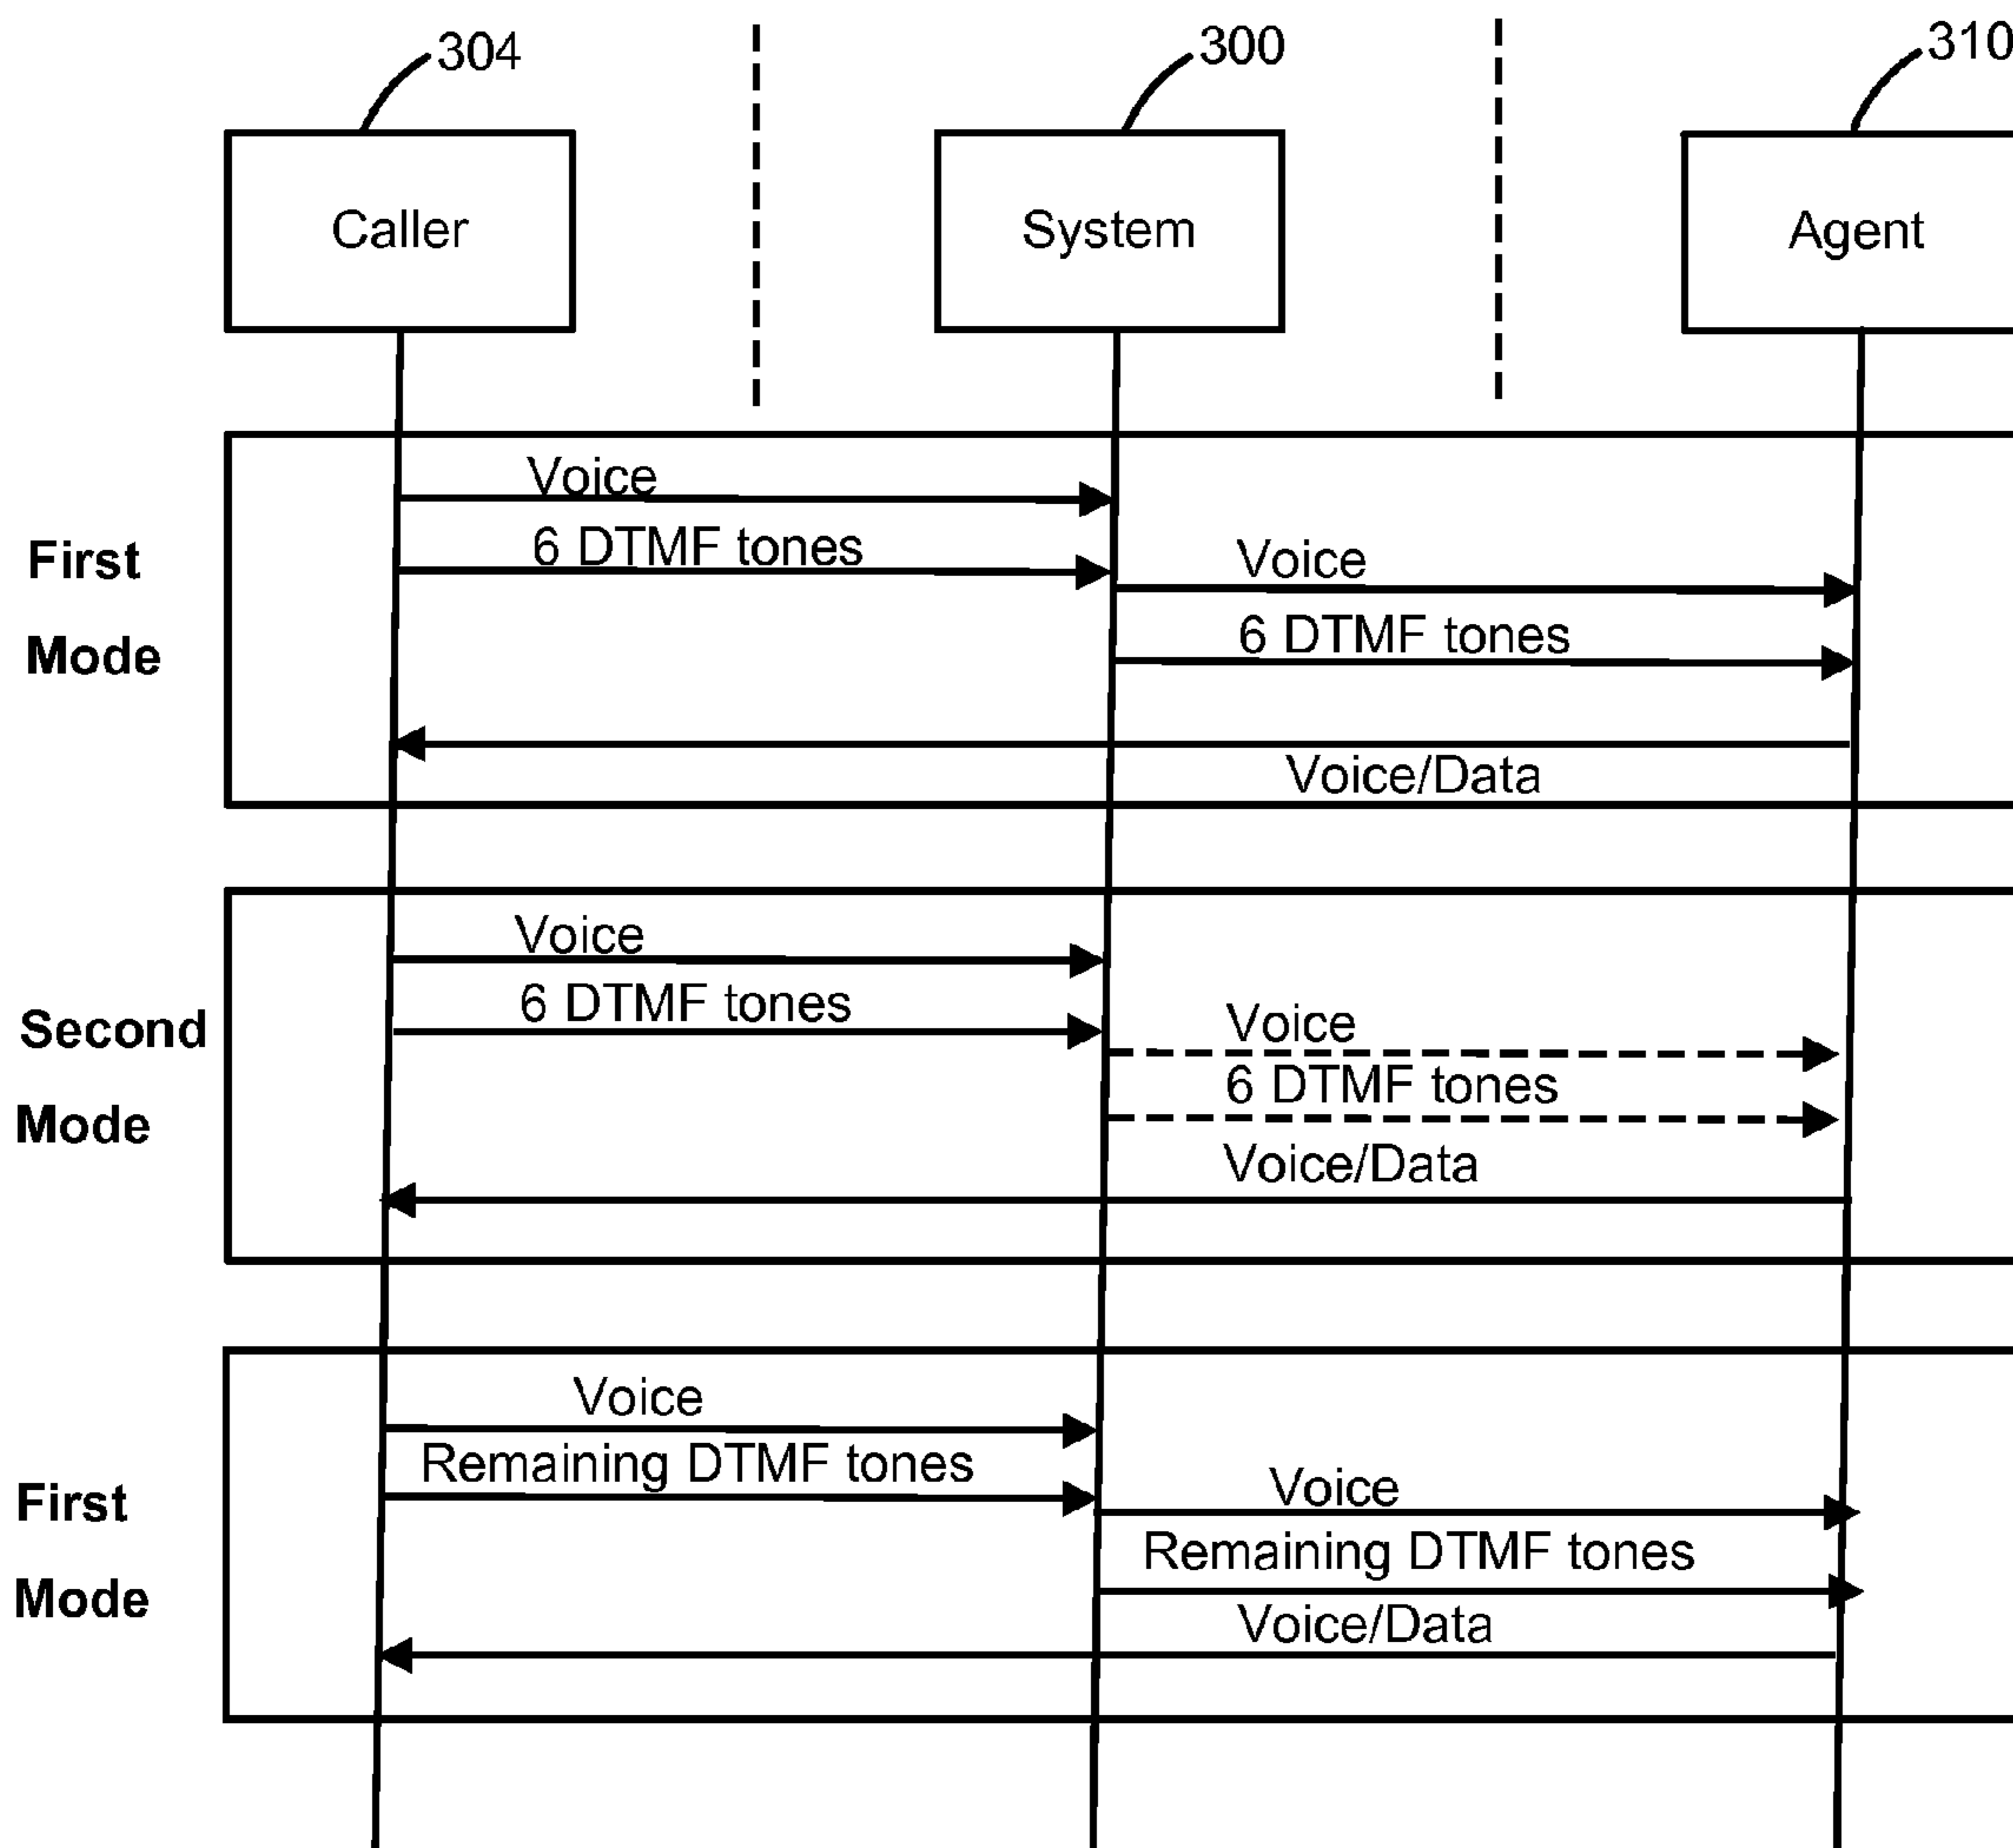 304
300
310
Caller
System
Agent
First
Mode
Voice
6 DTMF tones
Voice
6 DTMF tones
Voice/Data
Second
Mode
Voice
6 DTMF tones
Voice
6 DTMF tones
Voice/Data
First
Mode
Voice
Remaining DTMF tones
Voice
Remaining DTMF tones
Voice/Data